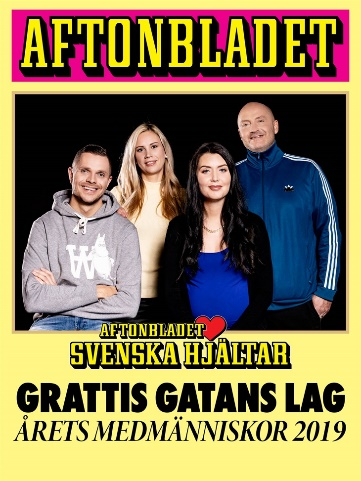 AFTONBLADET
AFTONBLADET
SVENSKA HJÄLTAR
GRATTIS GATANS LAG
ÅRETS MEDMÄNNISKOR 2019